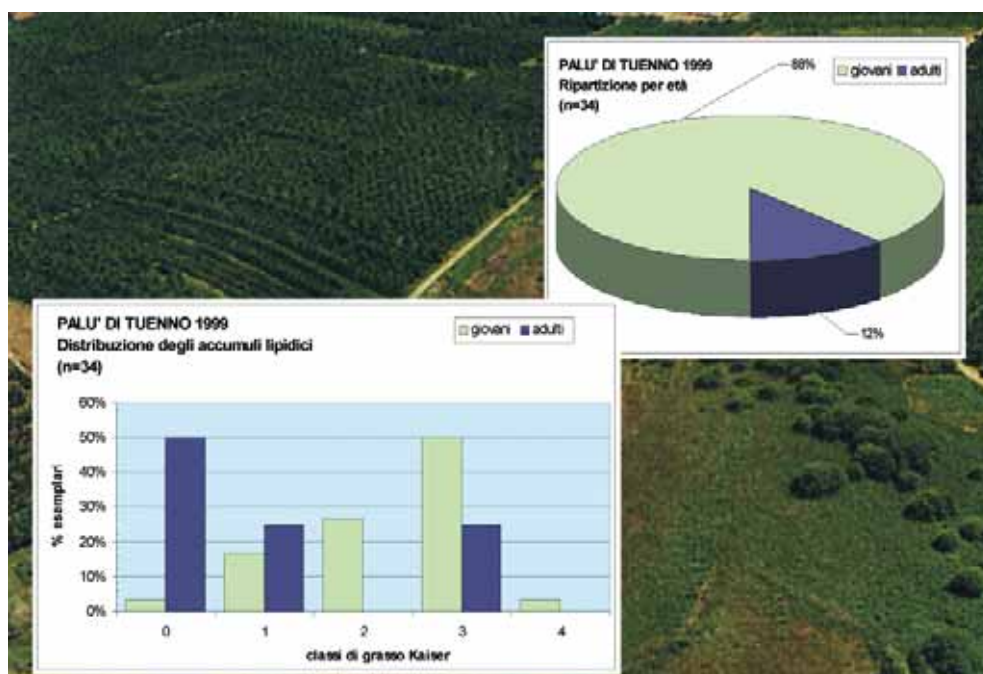 PALU' DI TUENNO 1999
Ripartizione per età
(n=34)
giovani adulti
88%
12%
PALU' DI TUENNO 1999
Distribuzione degli accumuli lipidici
(n=34)
giovani adulti
60%
50%
40%
30%
20%
10%
0%
% esemplari
0 1 2 3 4
classi di grasso Kaiser